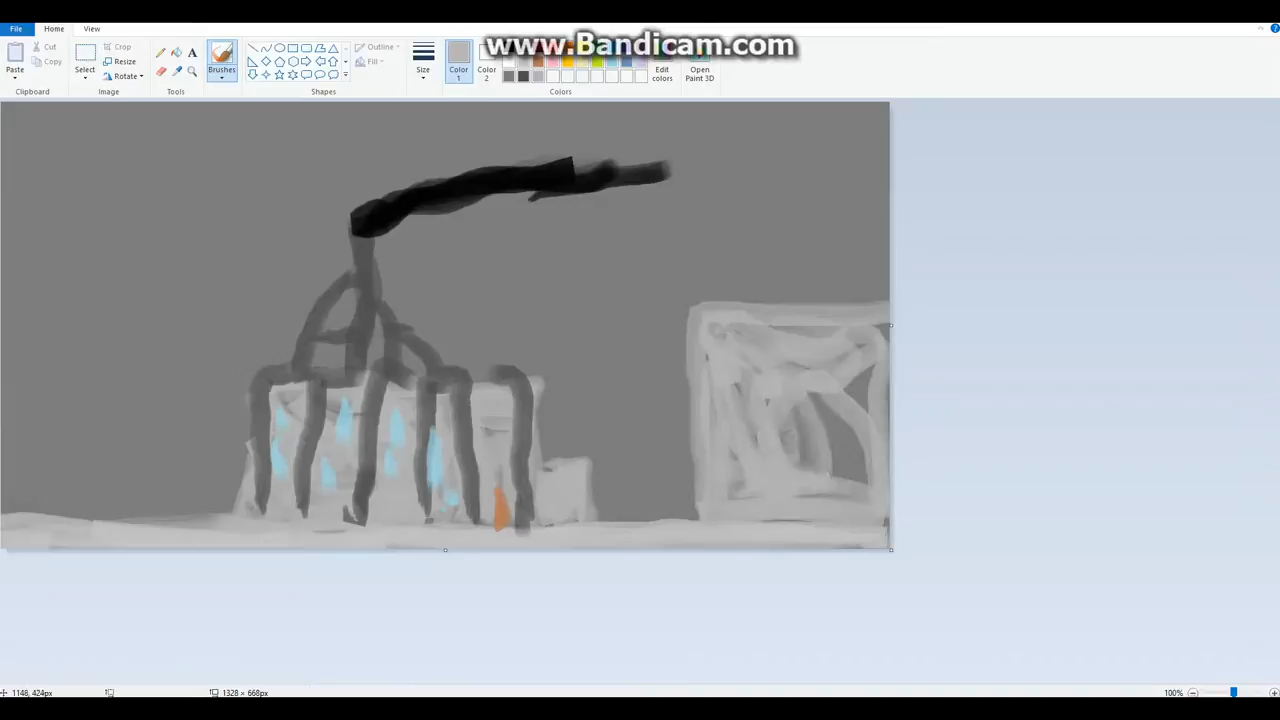 www.Bandicam.com
File Home View
Cut
Copy
Paste
Clipboard
Crop
Resize
Rotate
Select
Image
Tools
Brushes
Outline
Fill
Shapes
Size
Color 1
Color 2
Edit colors
Open Paint 3D
Colors
1148, 424px
1328 × 668px
100%